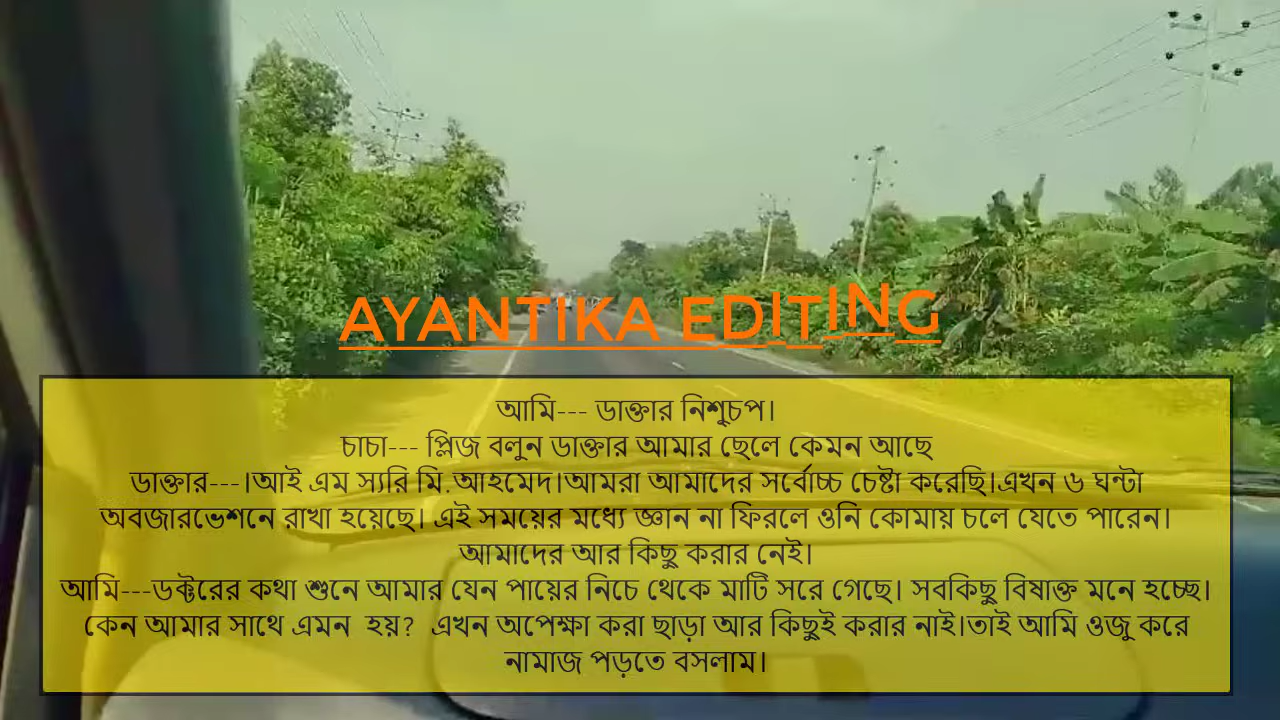 AYANTIKA EDITING
আমি--- ডাক্তার নিশ্চুপ।
চাচা--- প্লিজ বলুন ডাক্তার আমার ছেলে কেমন আছে
ডাক্তার---।আই এম স্যরি মি.আহমেদ।আমরা আমাদের সর্বোচ্চ চেষ্টা করেছি।এখন ৬ ঘন্টা
অবজারভেশনে রাখা হয়েছে। এই সময়ের মধ্যে জ্ঞান না ফিরলে ওনি কোমায় চলে যেতে পারেন।
আমাদের আর কিছু করার নেই।
আমি---ডক্টরের কথা শুনে আমার যেন পায়ের নিচে থেকে মাটি সরে গেছে। সবকিছু বিষাক্ত মনে হচ্ছে।
কেন আমার সাথে এমন হয়? এখন অপেক্ষা করা ছাড়া আর কিছুই করার নাই।তাই আমি ওজু করে
নামাজ পড়তে বসলাম।